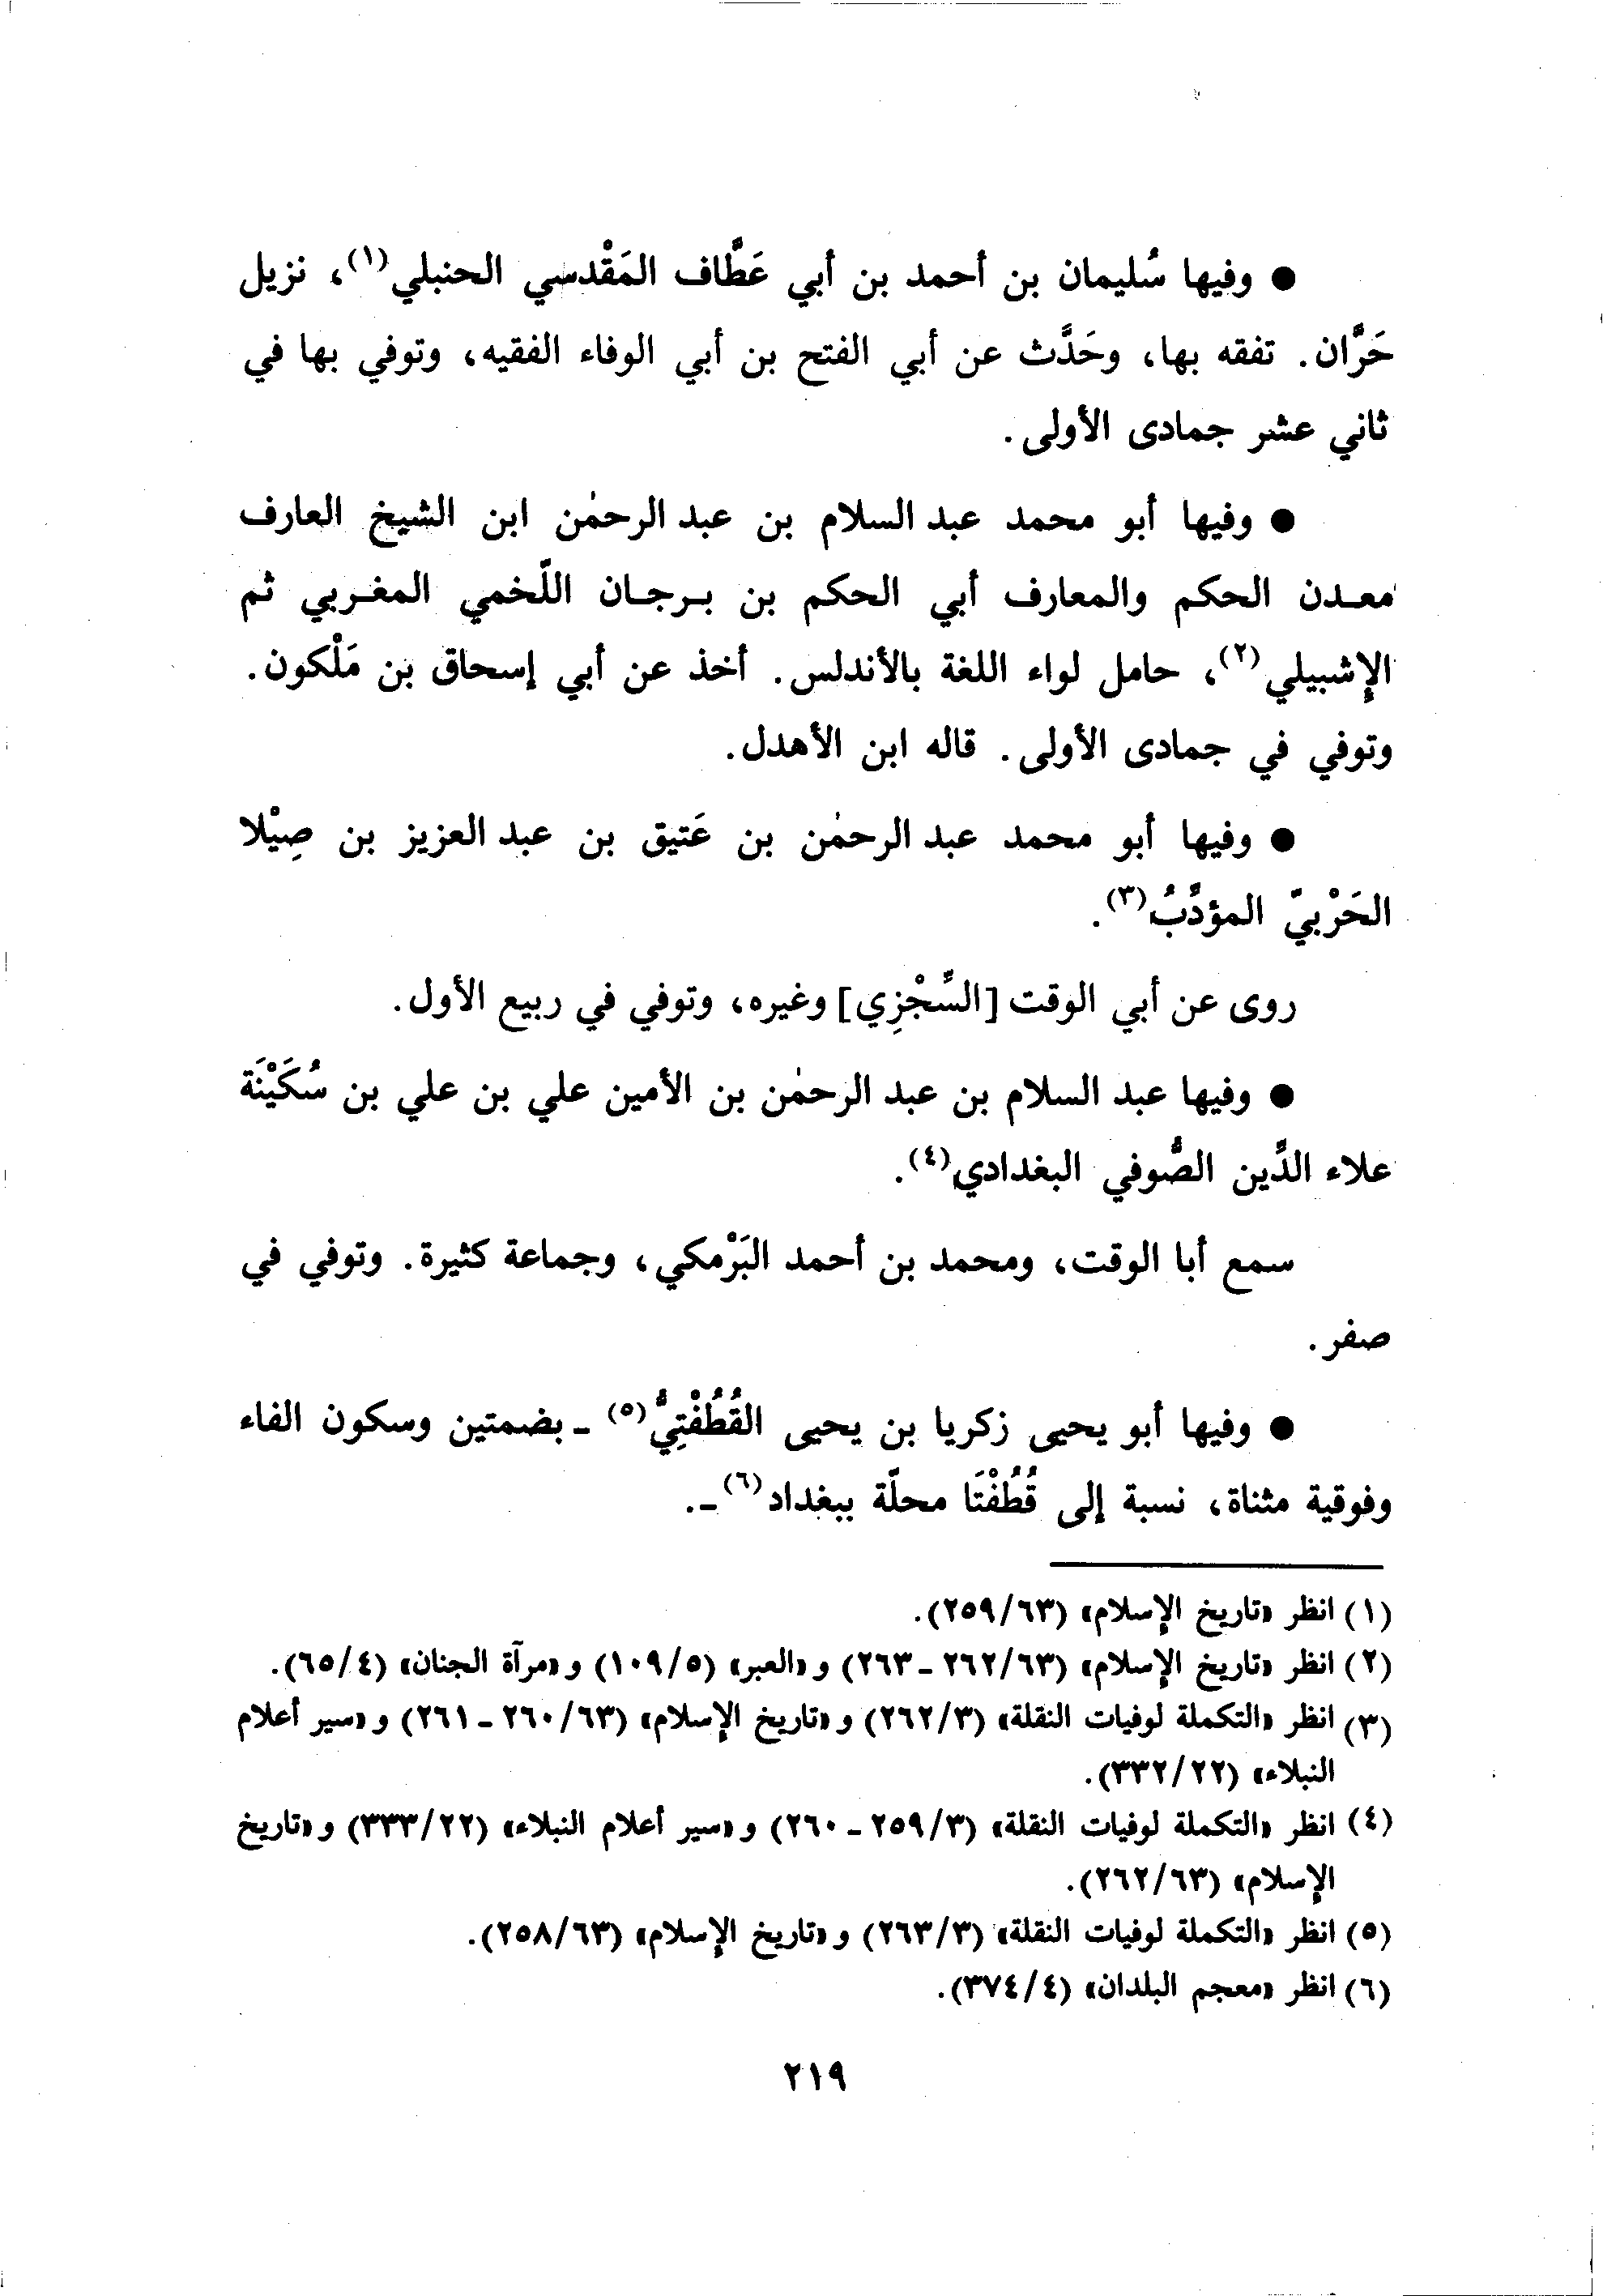 ● وفيها سُليمان بن أحمد بن أبي عَطَّاف المَقْدسي الحنبلي(١)، نزيل
حَرَّان. تفقه بها، وحَدَّث عن أبي الفتح بن أبي الوفاء الفقيه، وتوفي بها في
ثاني عشر جمادى الأولى.
● وفيها أبو محمد عبد السلام بن عبد الرحمٰن ابن الشيخ العارف
معدن الحكم والمعارف أبي الحكم بن برجان اللّخمي المغربي ثم
الإشبيلي(٢)، حامل لواء اللغة بالأندلس. أخذ عن أبي إسحاق بن مَلْكون.
وتوفي في جمادى الأولى. قاله ابن الأهدل.
● وفيها أبو محمد عبد الرحمٰن بن عَتيق بن عبد العزيز بن صِيْلا
الحَرْبيّ المؤدِّبُ(٣).
روى عن أبي الوقت [السِّجْزِي] وغيره، وتوفي في ربيع الأول.
● وفيها عبد السلام بن عبد الرحمٰن بن الأمين علي بن علي بن سُكَيْنَة
علاء الدِّين الصُّوفي البغدادي(٤).
سمع أبا الوقت، ومحمد بن أحمد البَرْمكي، وجماعة كثيرة. وتوفي في
صفر.
● وفيها أبو يحيى زكريا بن يحيى القُطُفْتِيُّ(٥) ـ بضمتين وسكون الفاء
وفوقية مثناة، نسبة إلى قُطُفْتَا محلّة ببغداد(٦) ـ.
(١) انظر «تاريخ الإسلام» (٢٥٩/٦٣).
(٢) انظر «تاريخ الإسلام» (٢٦٢/٦٣ ـ ٢٦٣) و «العبر» (١٠٩/٥) و «مرآة الجنان» (٦٥/٤).
(٣) انظر «التكملة لوفيات النقلة» (٢٦٢/٣) و «تاريخ الإسلام» (٢٦٠/٦٣ ـ ٢٦١) و «سير أعلام
النبلاء» (٣٣٢/٢٢).
(٤) انظر «التكملة لوفيات النقلة» (٢٥٩/٣ ـ ٢٦٠) و «سير أعلام النبلاء» (٣٣٣/٢٢) و «تاريخ
الإسلام» (٢٦٢/٦٣).
(٥) انظر «التكملة لوفيات النقلة» (٢٦٣/٣) و «تاريخ الإسلام» (٢٥٨/٦٣).
(٦) انظر «معجم البلدان» (٣٧٤/٤).
٢١٩